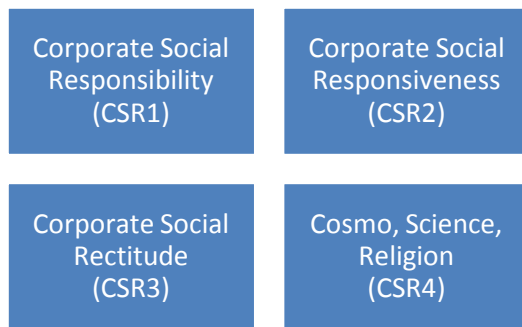 Corporate Social
Responsibility
(CSR1)
Corporate Social
Responsiveness
(CSR2)
Corporate Social
Rectitude
(CSR3)
Cosmo, Science,
Religion
(CSR4)